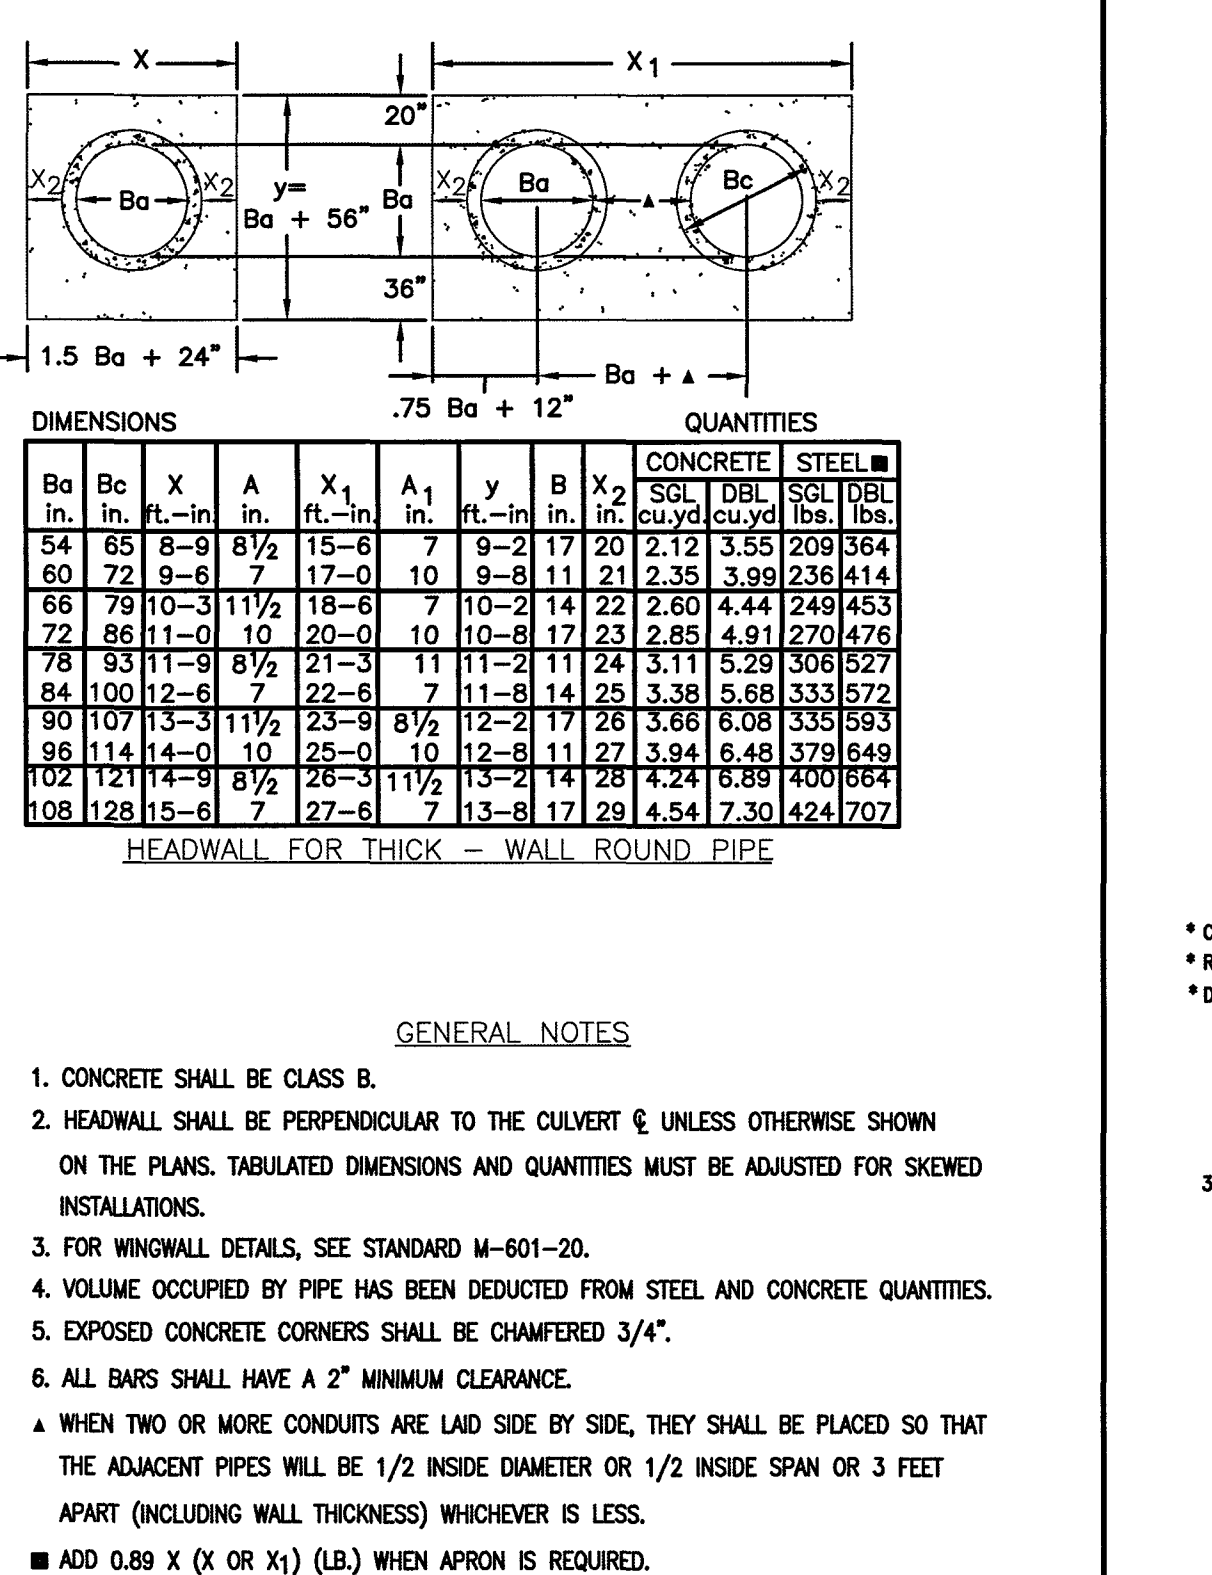 X X₁
20"
X₂ Ba X₂ y= Ba X₂ Ba ▲ Bc X₂
Ba + 56"
36"
1.5 Ba + 24" Ba + ▲
.75 Ba + 12"
DIMENSIONS QUANTITIES
CONCRETE STEEL■
Ba Bc X A X₁ A₁ y B X₂ SGL DBL SGL DBL
in. in. ft.-in. in. ft.-in. in. ft.-in in. in. cu.yd. cu.yd lbs. lbs.
54 65 8-9 8½ 15-6 7 9-2 17 20 2.12 3.55 209 364
60 72 9-6 7 17-0 10 9-8 11 21 2.35 3.99 236 414
66 79 10-3 11½ 18-6 7 10-2 14 22 2.60 4.44 249 453
72 86 11-0 10 20-0 10 10-8 17 23 2.85 4.91 270 476
78 93 11-9 8½ 21-3 11 11-2 11 24 3.11 5.29 306 527
84 100 12-6 7 22-6 7 11-8 14 25 3.38 5.68 333 572
90 107 13-3 11½ 23-9 8½ 12-2 17 26 3.66 6.08 335 593
96 114 14-0 10 25-0 10 12-8 11 27 3.94 6.48 379 649
102 121 14-9 8½ 26-3 11½ 13-2 14 28 4.24 6.89 400 664
108 128 15-6 7 27-6 7 13-8 17 29 4.54 7.30 424 707
HEADWALL FOR THICK - WALL ROUND PIPE
* C
* R
* D
GENERAL NOTES
1. CONCRETE SHALL BE CLASS B.
2. HEADWALL SHALL BE PERPENDICULAR TO THE CULVERT ℄ UNLESS OTHERWISE SHOWN
ON THE PLANS. TABULATED DIMENSIONS AND QUANTITIES MUST BE ADJUSTED FOR SKEWED
3
INSTALLATIONS.
3. FOR WINGWALL DETAILS, SEE STANDARD M-601-20.
4. VOLUME OCCUPIED BY PIPE HAS BEEN DEDUCTED FROM STEEL AND CONCRETE QUANTITIES.
5. EXPOSED CONCRETE CORNERS SHALL BE CHAMFERED 3/4".
6. ALL BARS SHALL HAVE A 2" MINIMUM CLEARANCE.
▲ WHEN TWO OR MORE CONDUITS ARE LAID SIDE BY SIDE, THEY SHALL BE PLACED SO THAT
THE ADJACENT PIPES WILL BE 1/2 INSIDE DIAMETER OR 1/2 INSIDE SPAN OR 3 FEET
APART (INCLUDING WALL THICKNESS) WHICHEVER IS LESS.
■ ADD 0.89 X (X OR X₁) (LB.) WHEN APRON IS REQUIRED.